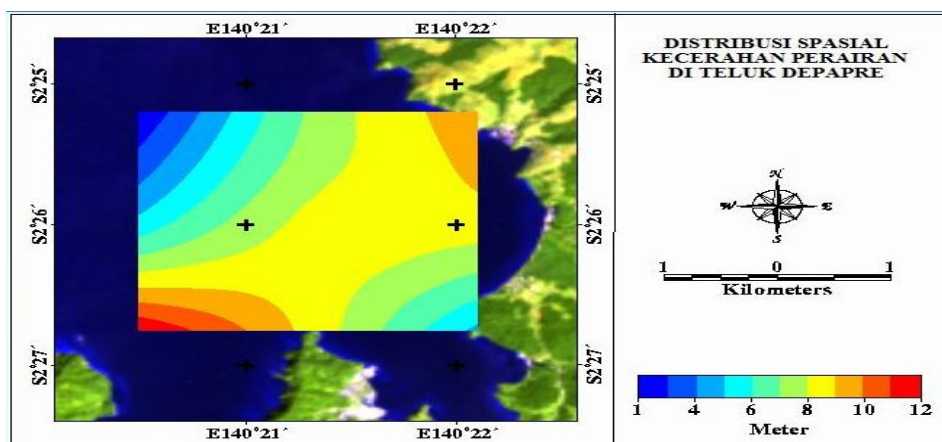 E140°21´ E140°22´
S2°25´ S2°25´
S2°26´ S2°26´
S2°27´ S2°27´
E140°21´ E140°22´
DISTRIBUSI SPASIAL
KECERAHAN PERAIRAN
DI TELUK DEPAPRE
N
W E
S
1 0 1
Kilometers
1 4 6 8 10 12
Meter